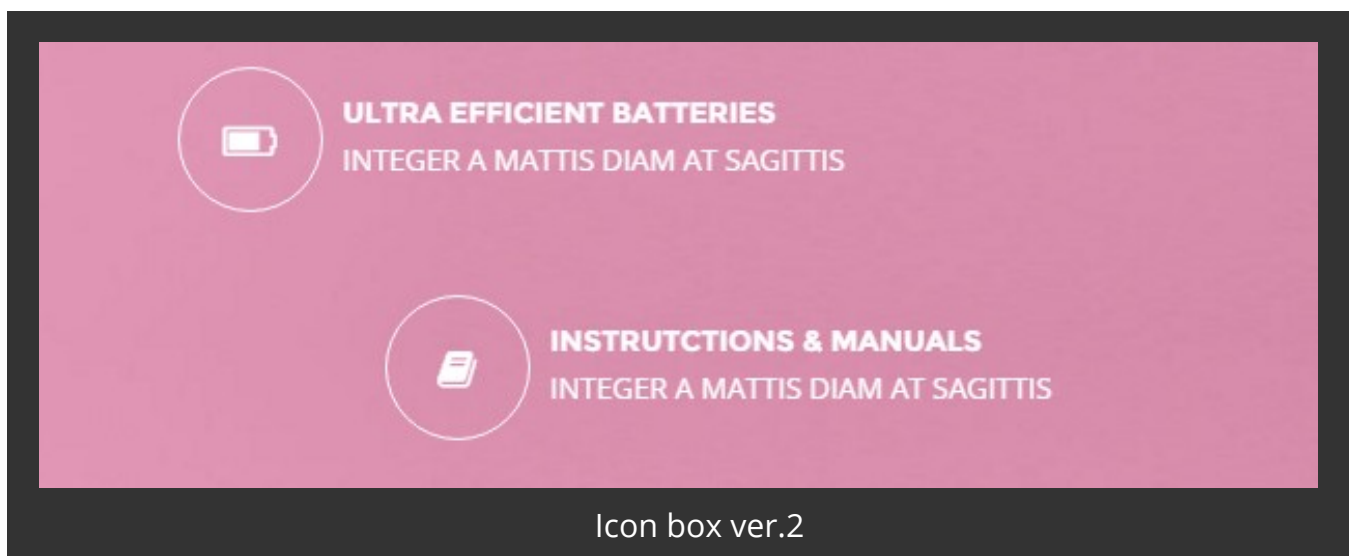 ULTRA EFFICIENT BATTERIES
INTEGER A MATTIS DIAM AT SAGITTIS
INSTRUTCTIONS & MANUALS
INTEGER A MATTIS DIAM AT SAGITTIS
Icon box ver.2